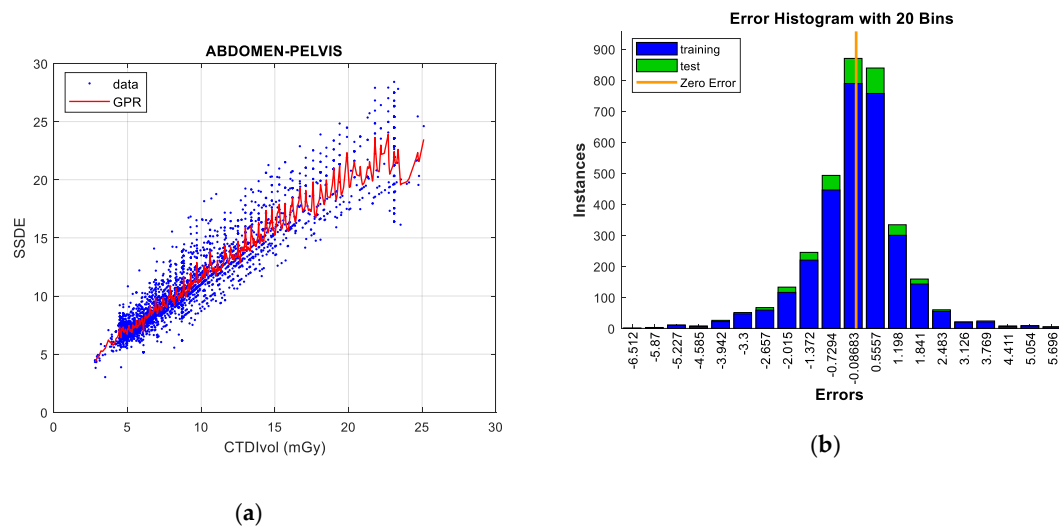 ABDOMEN-PELVIS
30
25
20
15
10
5
0
SSDE
data
GPR
0 5 10 15 20 25 30
CTDIvol (mGy)
(a)
Error Histogram with 20 Bins
900
800
700
600
500
400
300
200
100
0
Instances
training
test
Zero Error
-6.512 -5.87 -5.227 -4.585 -3.942 -3.3 -2.657 -2.015 -1.372 -0.7294 -0.08683 0.5557 1.198 1.841 2.483 3.126 3.769 4.411 5.054 5.696
Errors
(b)